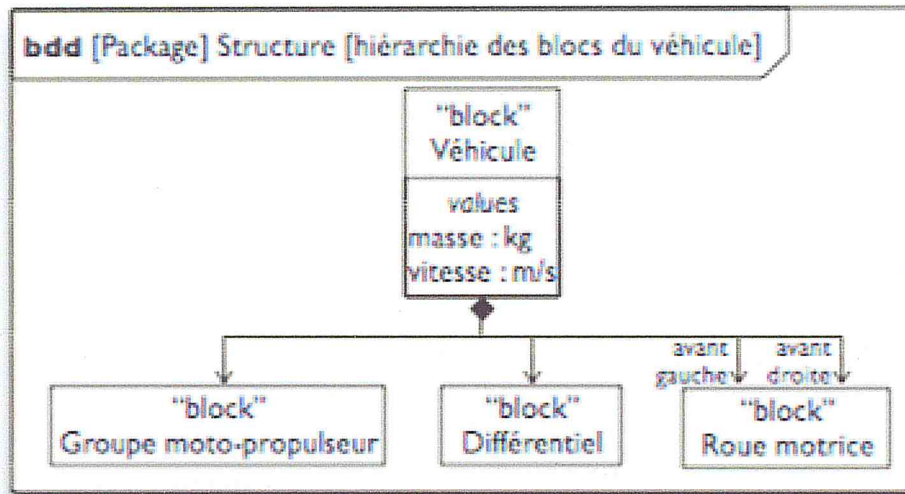 bdd [Package] Structure [hiérarchie des blocs du véhicule]
"block"
Véhicule
values
masse : kg
vitesse : m/s
avant
gauche
avant
droite
"block"
Groupe moto-propulseur
"block"
Différentiel
"block"
Roue motrice